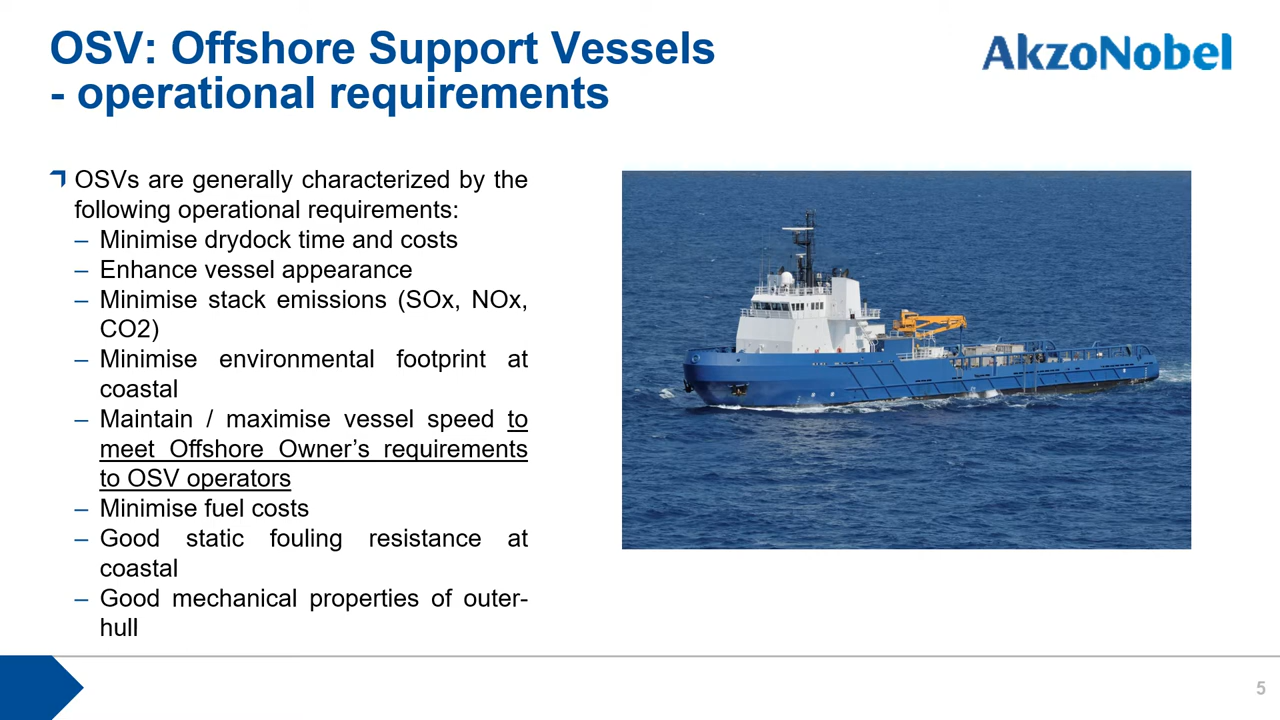 OSV: Offshore Support Vessels
- operational requirements
AkzoNobel
OSVs are generally characterized by the
following operational requirements:
– Minimise drydock time and costs
– Enhance vessel appearance
– Minimise stack emissions (SOx, NOx,
CO2)
– Minimise environmental footprint at
coastal
– Maintain / maximise vessel speed to
meet Offshore Owner’s requirements
to OSV operators
– Minimise fuel costs
– Good static fouling resistance at
coastal
– Good mechanical properties of outer-
hull
5